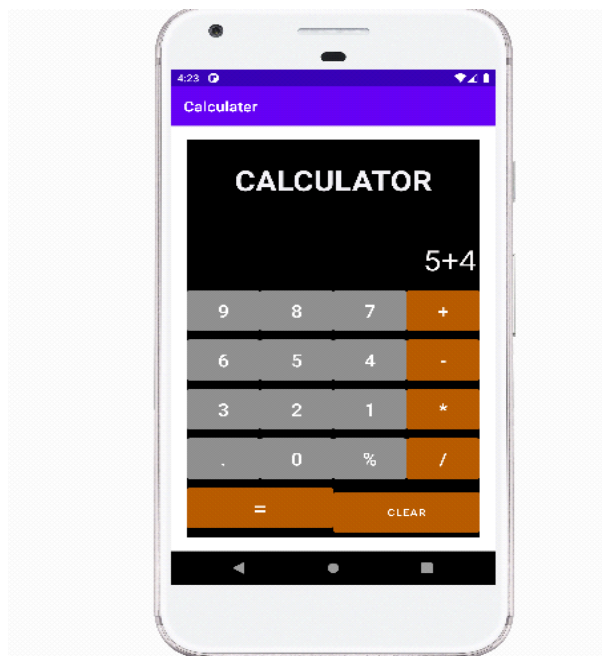 4:23
Calculater
CALCULATOR
5+4
9 8 7 +
6 5 4 -
3 2 1 *
. 0 % /
= CLEAR